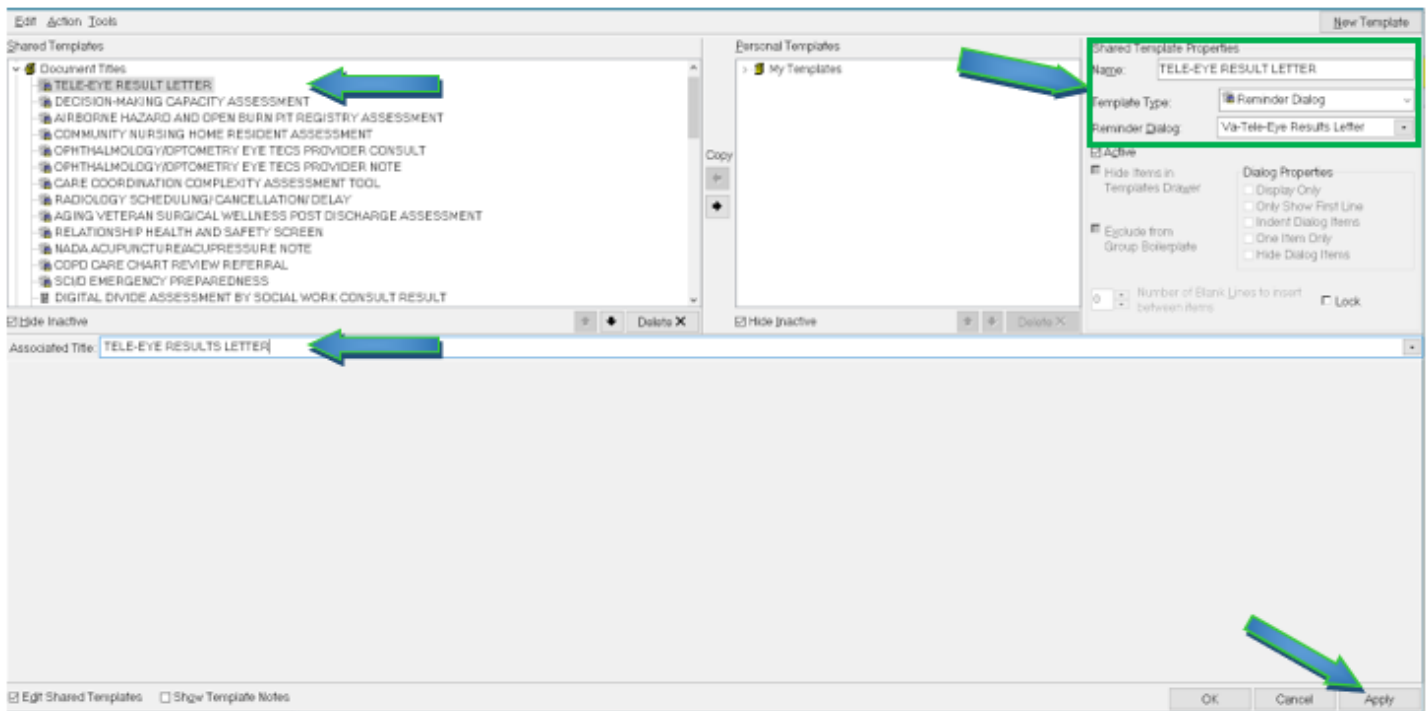 Edit Action Tools
New Template
Shared Templates
Document Titles
TELE-EYE RESULT LETTER
DECISION-MAKING CAPACITY ASSESSMENT
AIRBORNE HAZARD AND OPEN BURN PIT REGISTRY ASSESSMENT
COMMUNITY NURSING HOME RESIDENT ASSESSMENT
OPHTHALMOLOGY/OPTOMETRY EYE TECS PROVIDER CONSULT
OPHTHALMOLOGY/OPTOMETRY EYE TECS PROVIDER NOTE
CARE COORDINATION COMPLEXITY ASSESSMENT TOOL
RADIOLOGY SCHEDULING/ CANCELLATION/ DELAY
AGING VETERAN SURGICAL WELLNESS POST DISCHARGE ASSESSMENT
RELATIONSHIP HEALTH AND SAFETY SCREEN
NADA ACUPUNCTURE/ACUPRESSURE NOTE
COPD CARE CHART REVIEW REFERRAL
SCI/D EMERGENCY PREPAREDNESS
DIGITAL DIVIDE ASSESSMENT BY SOCIAL WORK CONSULT RESULT
Hide Inactive
Delete X
Copy
Personal Templates
My Templates
Hide Inactive
Delete X
Shared Template Properties
Name: TELE-EYE RESULT LETTER
Template Type: Reminder Dialog
Reminder Dialog: Va-Tele-Eye Results Letter
Active
Hide Items in
Templates Drawer
Exclude from
Group Boilerplate
Dialog Properties
Display Only
Only Show First Line
Indent Dialog Items
One Item Only
Hide Dialog Items
0 Number of Blank Lines to insert
between items
Lock
Associated Title: TELE-EYE RESULTS LETTER
Edit Shared Templates Show Template Notes
OK Cancel Apply